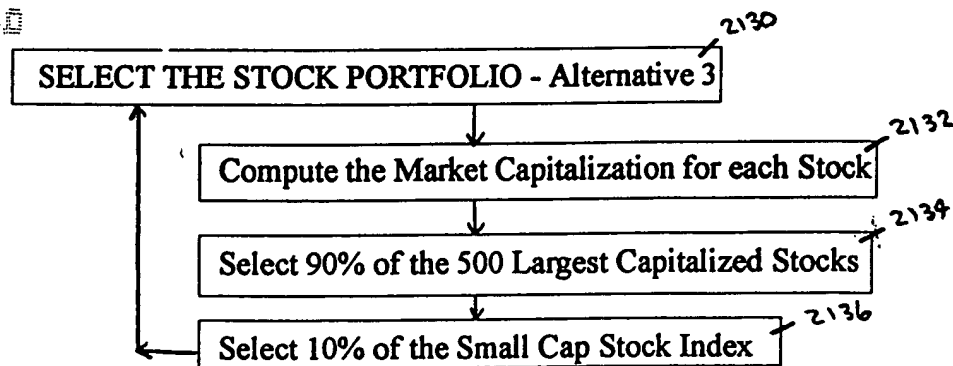 2130
SELECT THE STOCK PORTFOLIO - Alternative 3
2132
Compute the Market Capitalization for each Stock
2134
Select 90% of the 500 Largest Capitalized Stocks
2136
Select 10% of the Small Cap Stock Index